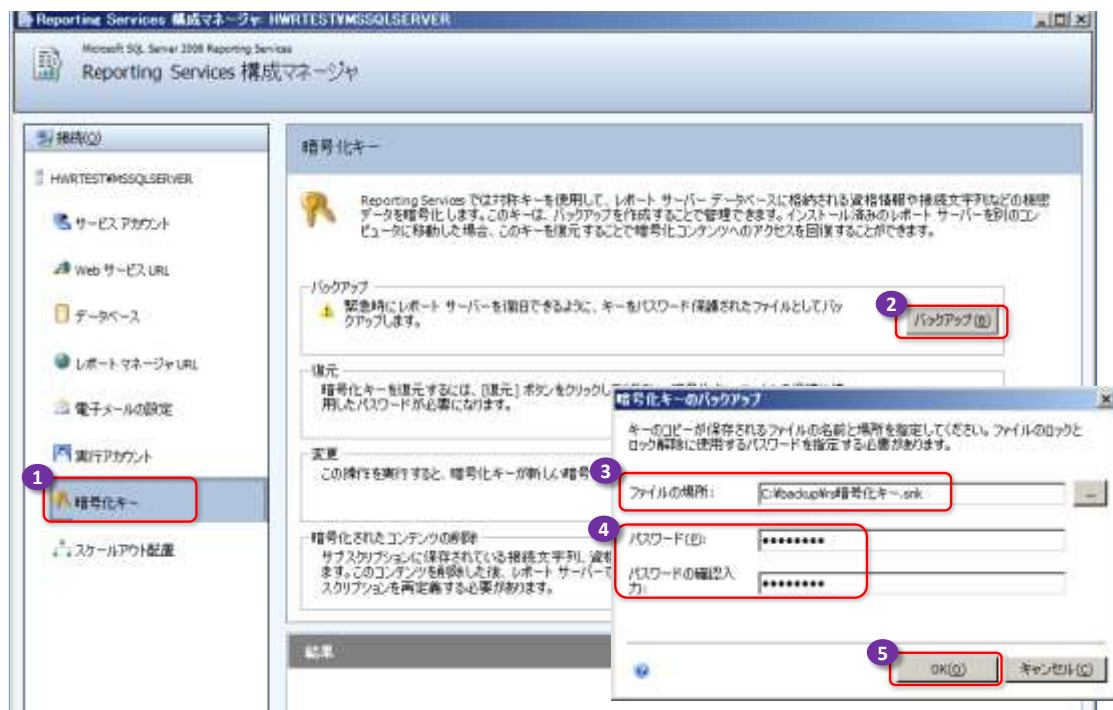 Reporting Services 構成マネージャ: HWRTEST¥MSSQLSERVER
Microsoft SQL Server 2008 Reporting Services
Reporting Services 構成マネージャ
接続(O)
HWRTEST¥MSSQLSERVER
サービス アカウント
Web サービス URL
データベース
レポート マネージャ URL
電子メールの設定
実行アカウント
1
暗号化キー
スケールアウト配置
暗号化キー
Reporting Services では対称キーを使用して、レポート サーバー データベースに格納される資格情報や接続文字列などの機密
データを暗号化します。このキーは、バックアップを作成することで管理できます。インストール済みのレポート サーバーを別のコン
ピュータに移動した場合、このキーを復元することで暗号化コンテンツへのアクセスを回復することができます。
バックアップ
緊急時にレポート サーバーを復旧できるように、キーをパスワード保護されたファイルとしてバッ
クアップします。
2
バックアップ(B)
復元
暗号化キーを復元するには、[復元] ボタンをクリックし
用したパスワードが必要になります。
変更
この操作を実行すると、暗号化キーが新しい暗号
暗号化されたコンテンツの削除
サブスクリプションに保存されている接続文字列、資格
ます。このコンテンツを削除した後、レポート サーバーで
スクリプションを再定義する必要があります。
結果
暗号化キーのバックアップ
キーのコピーが保存されるファイルの名前と場所を指定してください。ファイルのロックと
ロック解除に使用するパスワードを指定する必要があります。
3
ファイルの場所:
C:¥backup¥rs暗号化キー.snk
...
4
パスワード(P):
パスワードの確認入
力:
5
OK(O)
キャンセル(C)